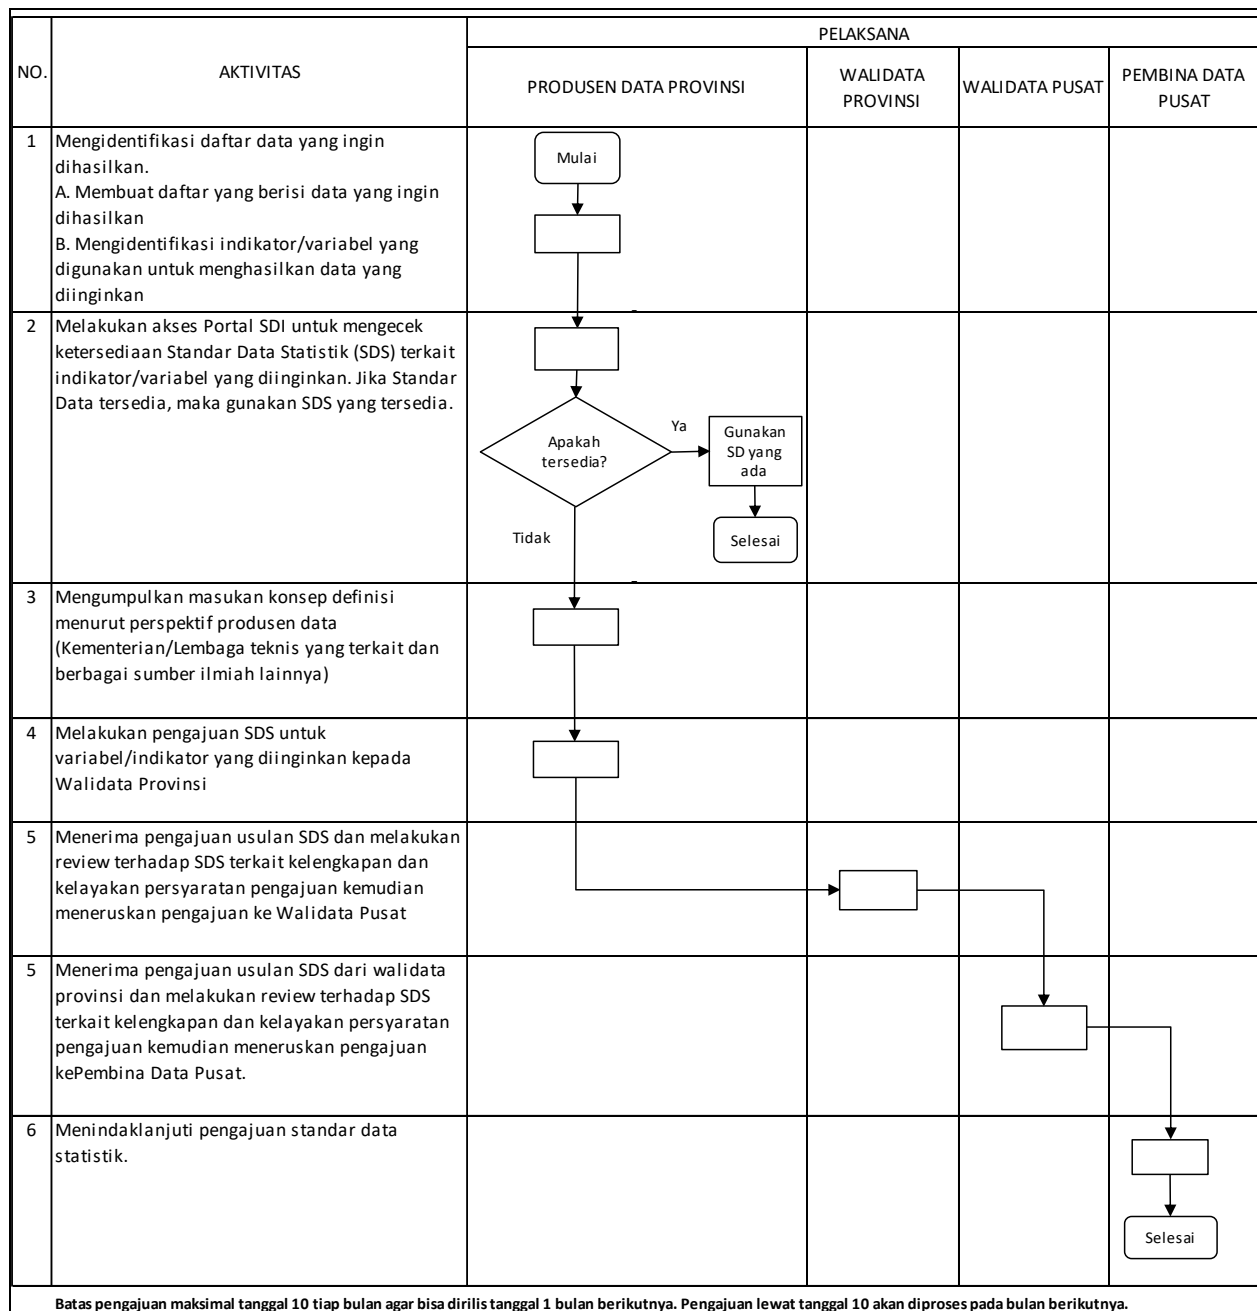 PELAKSANA
NO.
AKTIVITAS
PRODUSEN DATA PROVINSI
WALIDATA
PROVINSI
WALIDATA PUSAT
PEMBINA DATA
PUSAT
1
Mengidentifikasi daftar data yang ingin
dihasilkan.
A. Membuat daftar yang berisi data yang ingin
dihasilkan
B. Mengidentifikasi indikator/variabel yang
digunakan untuk menghasilkan data yang
diinginkan
Mulai
2
Melakukan akses Portal SDI untuk mengecek
ketersediaan Standar Data Statistik (SDS) terkait
indikator/variabel yang diinginkan. Jika Standar
Data tersedia, maka gunakan SDS yang tersedia.
Apakah
tersedia?
Ya
Gunakan
SD yang
ada
Tidak
Selesai
3
Mengumpulkan masukan konsep definisi
menurut perspektif produsen data
(Kementerian/Lembaga teknis yang terkait dan
berbagai sumber ilmiah lainnya)
4
Melakukan pengajuan SDS untuk
variabel/indikator yang diinginkan kepada
Walidata Provinsi
5
Menerima pengajuan usulan SDS dan melakukan
review terhadap SDS terkait kelengkapan dan
kelayakan persyaratan pengajuan kemudian
meneruskan pengajuan ke Walidata Pusat
5
Menerima pengajuan usulan SDS dari walidata
provinsi dan melakukan review terhadap SDS
terkait kelengkapan dan kelayakan persyaratan
pengajuan kemudian meneruskan pengajuan
kePembina Data Pusat.
6
Menindaklanjuti pengajuan standar data
statistik.
Selesai
Batas pengajuan maksimal tanggal 10 tiap bulan agar bisa dirilis tanggal 1 bulan berikutnya. Pengajuan lewat tanggal 10 akan diproses pada bulan berikutnya.